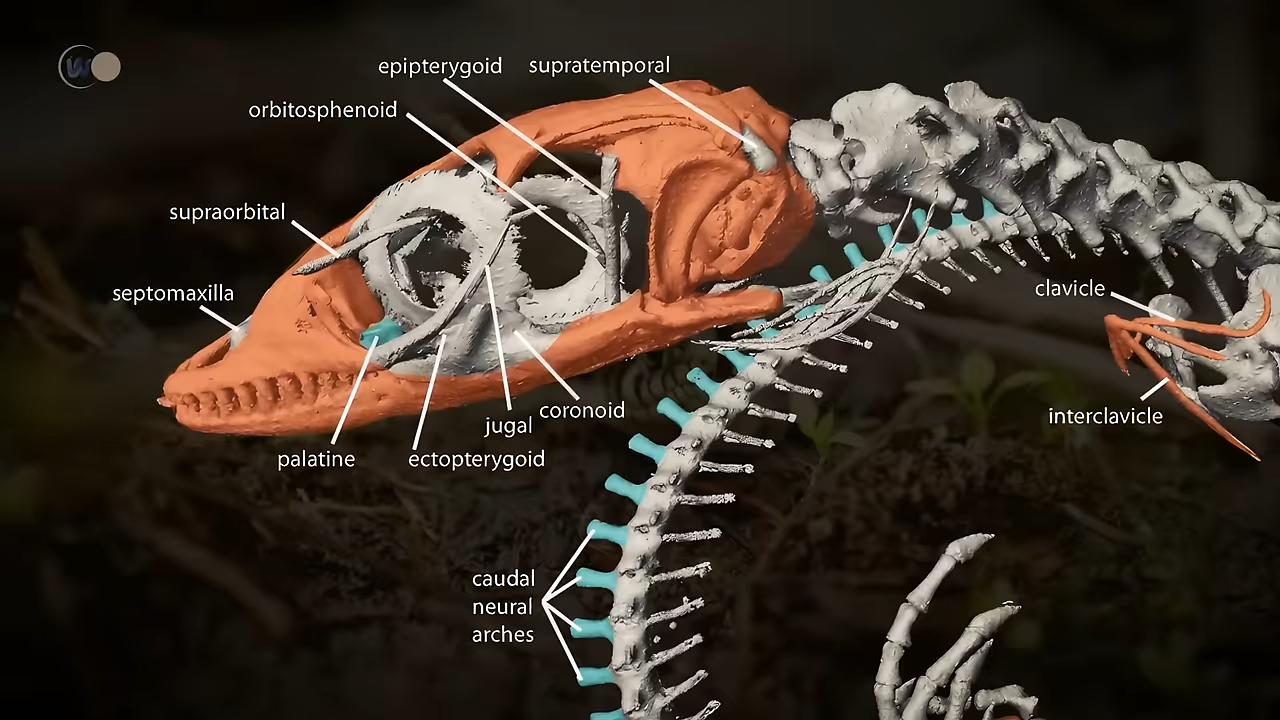 epipterygoid
supratemporal
orbitosphenoid
supraorbital
septomaxilla
clavicle
interclavicle
coronoid
jugal
palatine
ectopterygoid
caudal
neural
arches